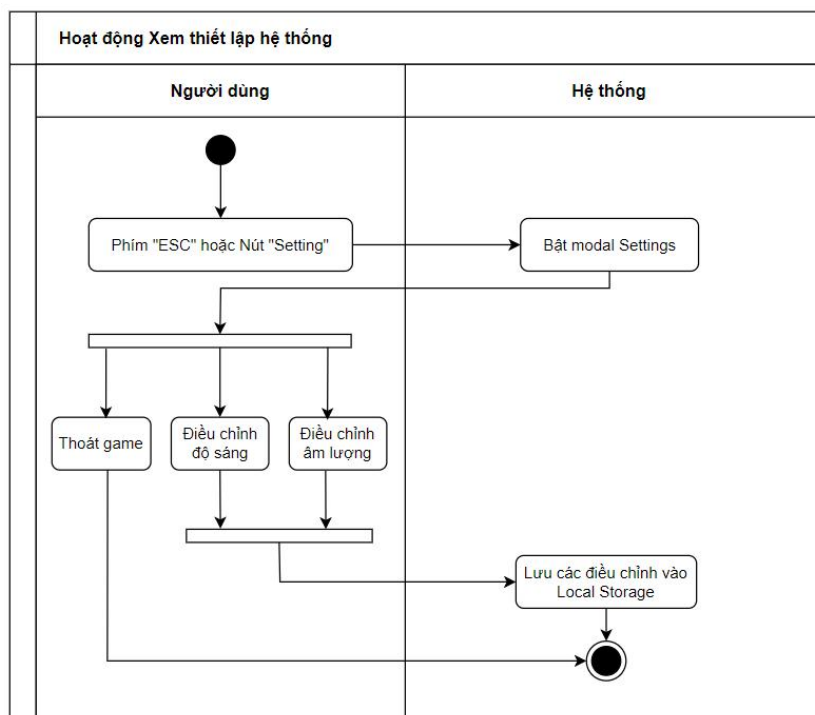 Hoạt động Xem thiết lập hệ thống
Người dùng
Hệ thống
Phím "ESC" hoặc Nút "Setting"
Bật modal Settings
Thoát game
Điều chỉnh
độ sáng
Điều chỉnh
âm lượng
Lưu các điều chỉnh vào
Local Storage